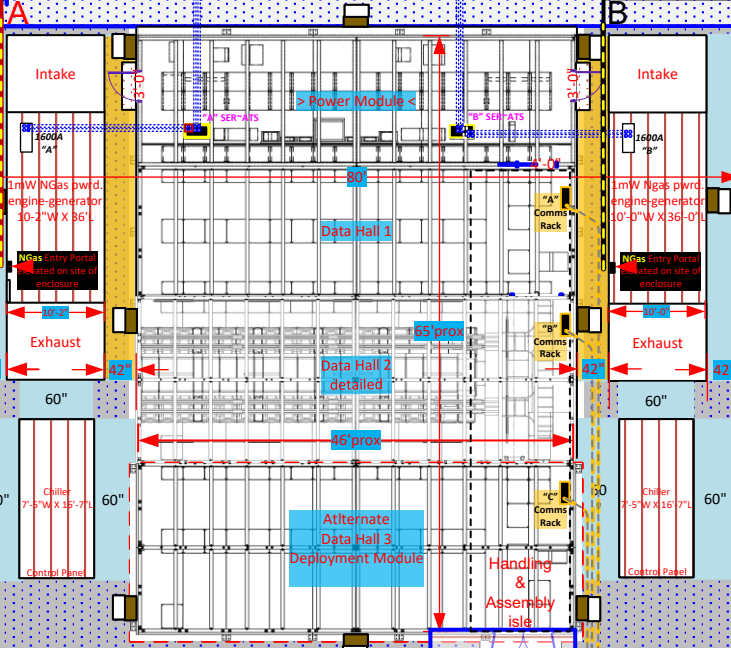 A
B
Intake
Intake
3'-0"
3'-0"
> Power Module <
"A" SER~ATS
"B" SER~ATS
1600A
"A"
1600A
"B"
80'
1mW NGas pwrd.
engine-generator
10-2"W X 36'L
1mW Ngas pwrd.
engine-generator
10'-0"W X 36'-0"L
"A"
Comms
Rack
Data Hall 1
NGas Entry Portal
elevated on site of
enclosure
NGas Entry Portal
elevated on site of
enclosure
10'-2"
10'-0"
65'prox
"B"
Comms
Rack
Exhaust
Exhaust
42"
42"
42"
Data Hall 2
detailed
60"
60"
46'prox
Chiller
7'-5"W X 16'-7"L
60"
Chiller
7'-5"W X 16'-7"L
60"
"C"
Comms
Rack
Atlternate
Data Hall 3
Deployment Module
Handling
&
Assembly
isle
Control Panel
Control Panel